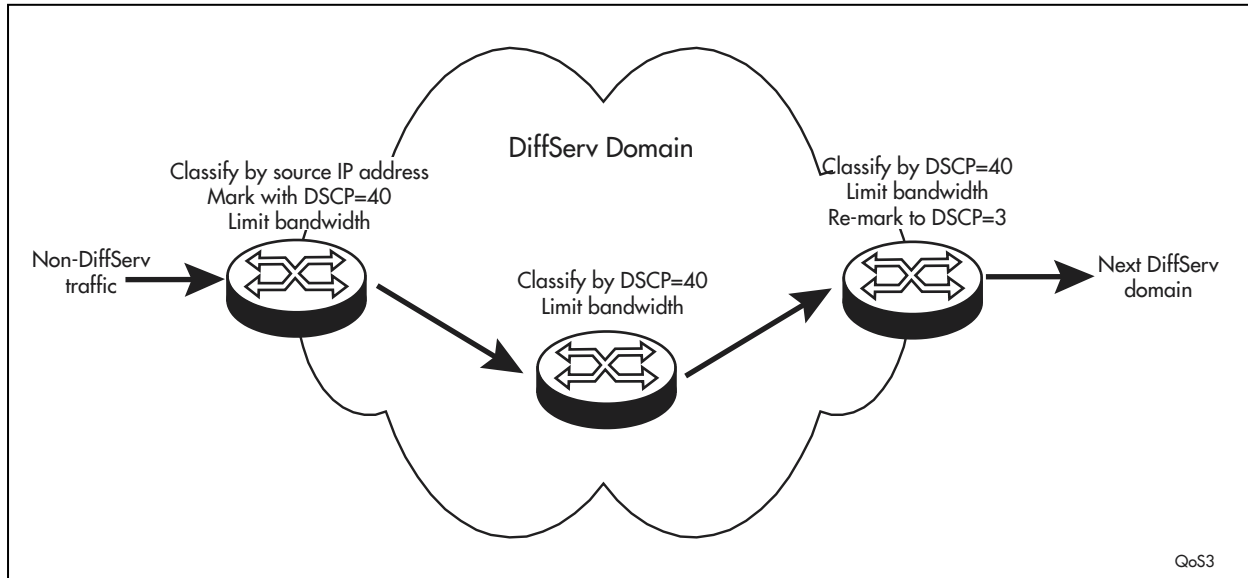 DiffServ Domain
Classify by source IP address
Mark with DSCP=40
Limit bandwidth
Non-DiffServ
traffic
Classify by DSCP=40
Limit bandwidth
Classify by DSCP=40
Limit bandwidth
Re-mark to DSCP=3
Next DiffServ
domain
QoS3